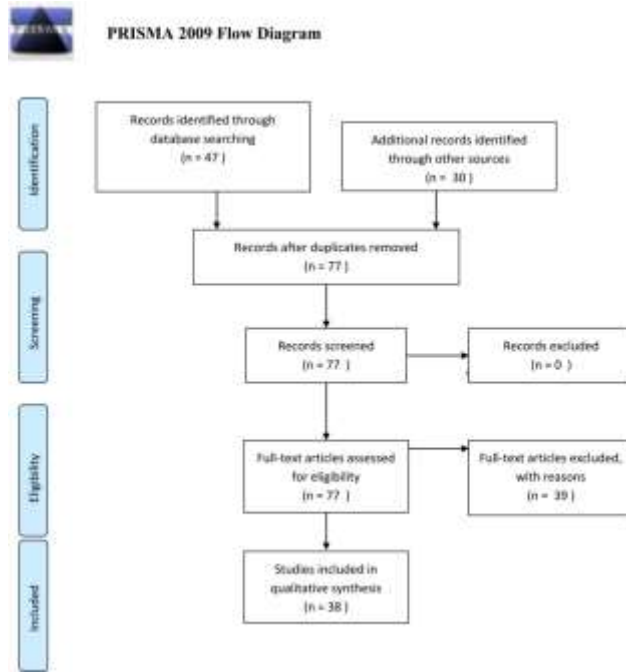 PRISMA 2009 Flow Diagram
Identification
Records identified through
database searching
(n = 47 )
Additional records identified
through other sources
(n = 30 )
Records after duplicates removed
(n = 77 )
Screening
Records screened
(n = 77 )
Records excluded
(n = 0 )
Eligibility
Full-text articles assessed
for eligibility
(n = 77 )
Full-text articles excluded,
with reasons
(n = 39 )
Included
Studies included in
qualitative synthesis
(n = 38 )